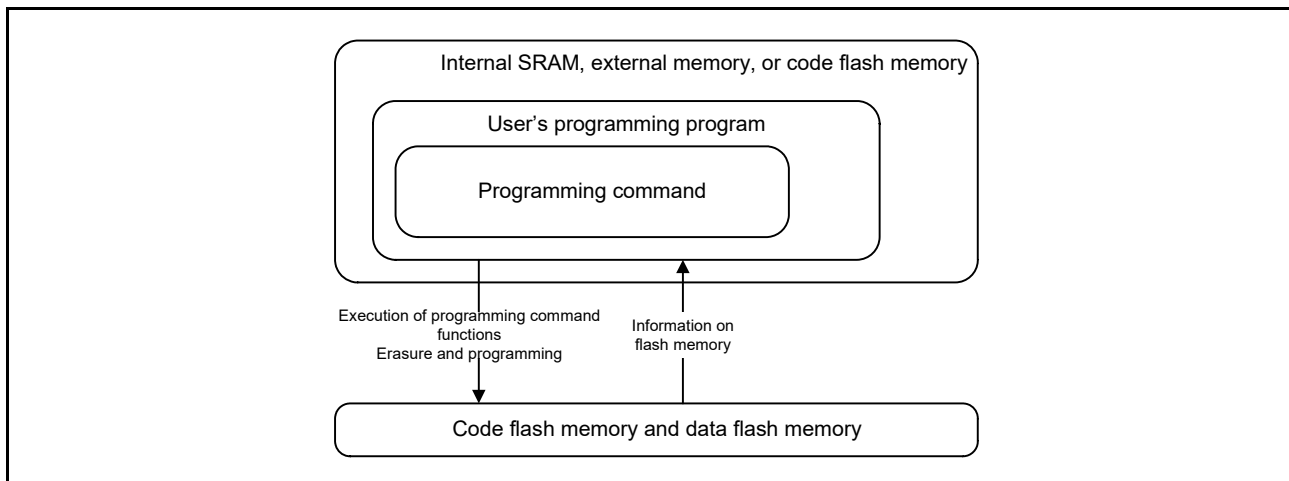 Internal SRAM, external memory, or code flash memory
User’s programming program
Programming command
Execution of programming command
functions
Erasure and programming
Information on
flash memory
Code flash memory and data flash memory